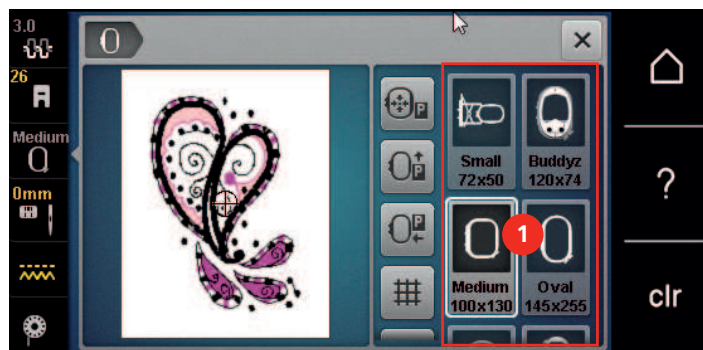 3.0
26
Medium
0mm
P
P
P
Small
72x50
Buddyz
120x74
Medium
100x130
1
Oval
145x255
?
clr